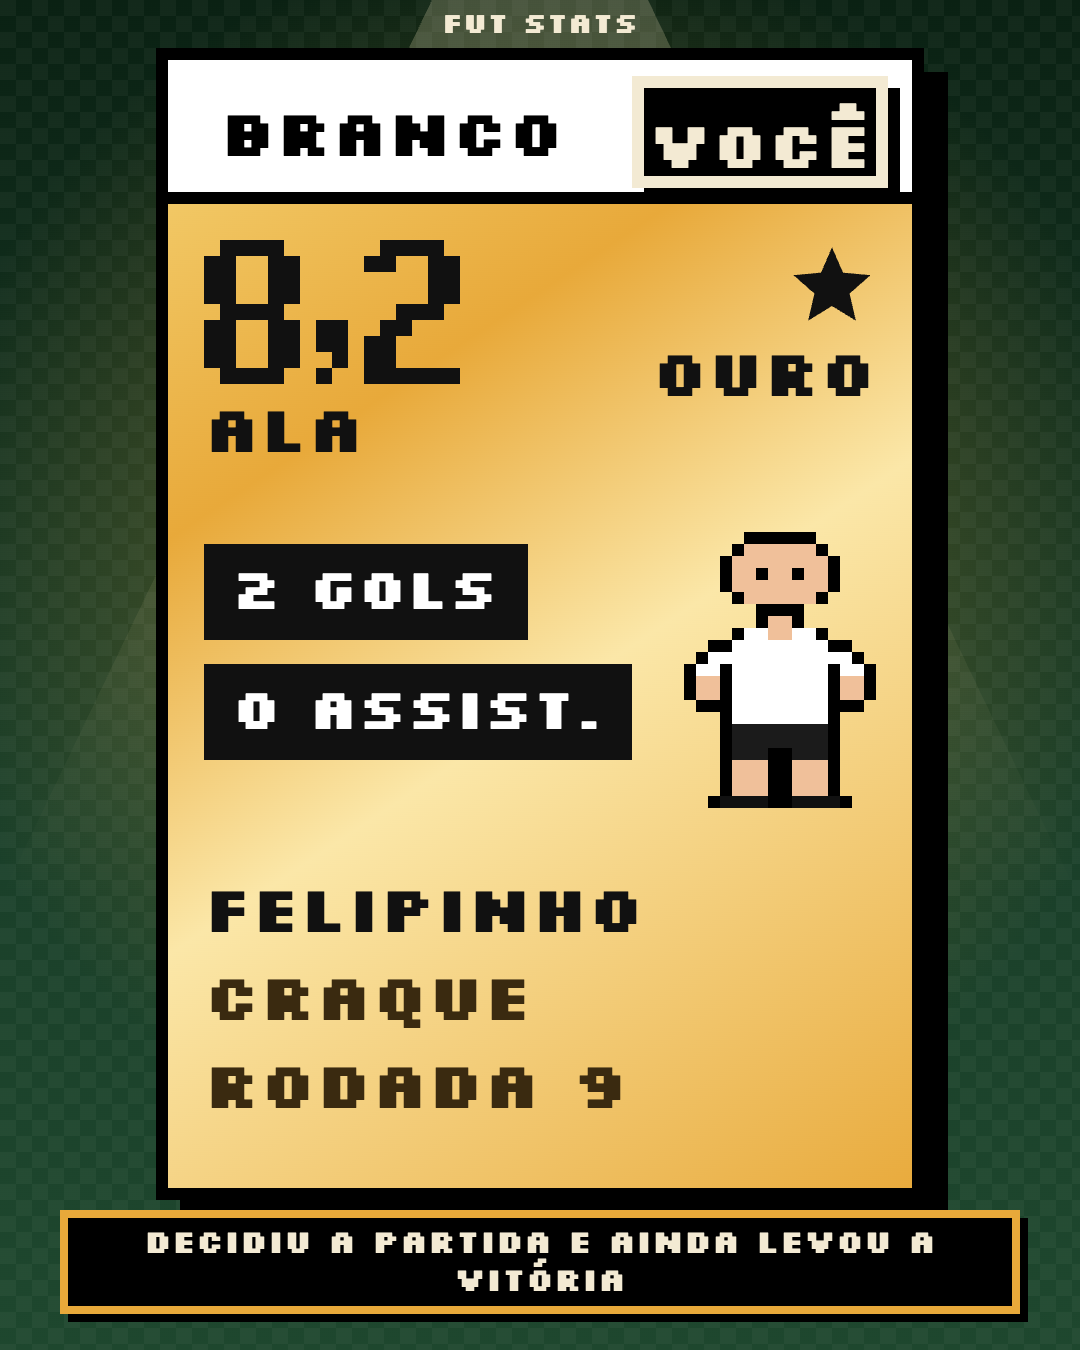 FUT STATS
BRANCO
VOCÊ
8,2
OURO
ALA
2 GOLS
0 ASSIST.
FELIPINHO
CRAQUE
RODADA 9
DECIDIU A PARTIDA E AINDA LEVOU A
VITÓRIA